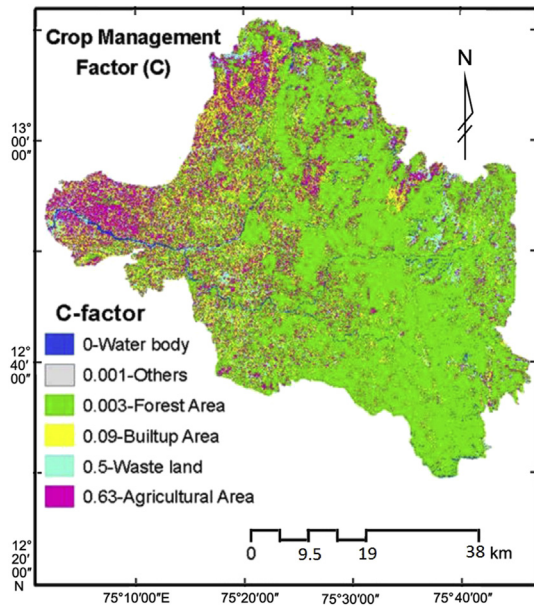 Crop Management
Factor (C)
N
13°
00′
00″
C-factor
0-Water body
0.001-Others
0.003-Forest Area
0.09-Builtup Area
0.5-Waste land
0.63-Agricultural Area
12°
40′
00″
0 9.5 19 38 km
12°
20′
00″
N
75°10′00″E 75°20′00″ 75°30′00″ 75°40′00″